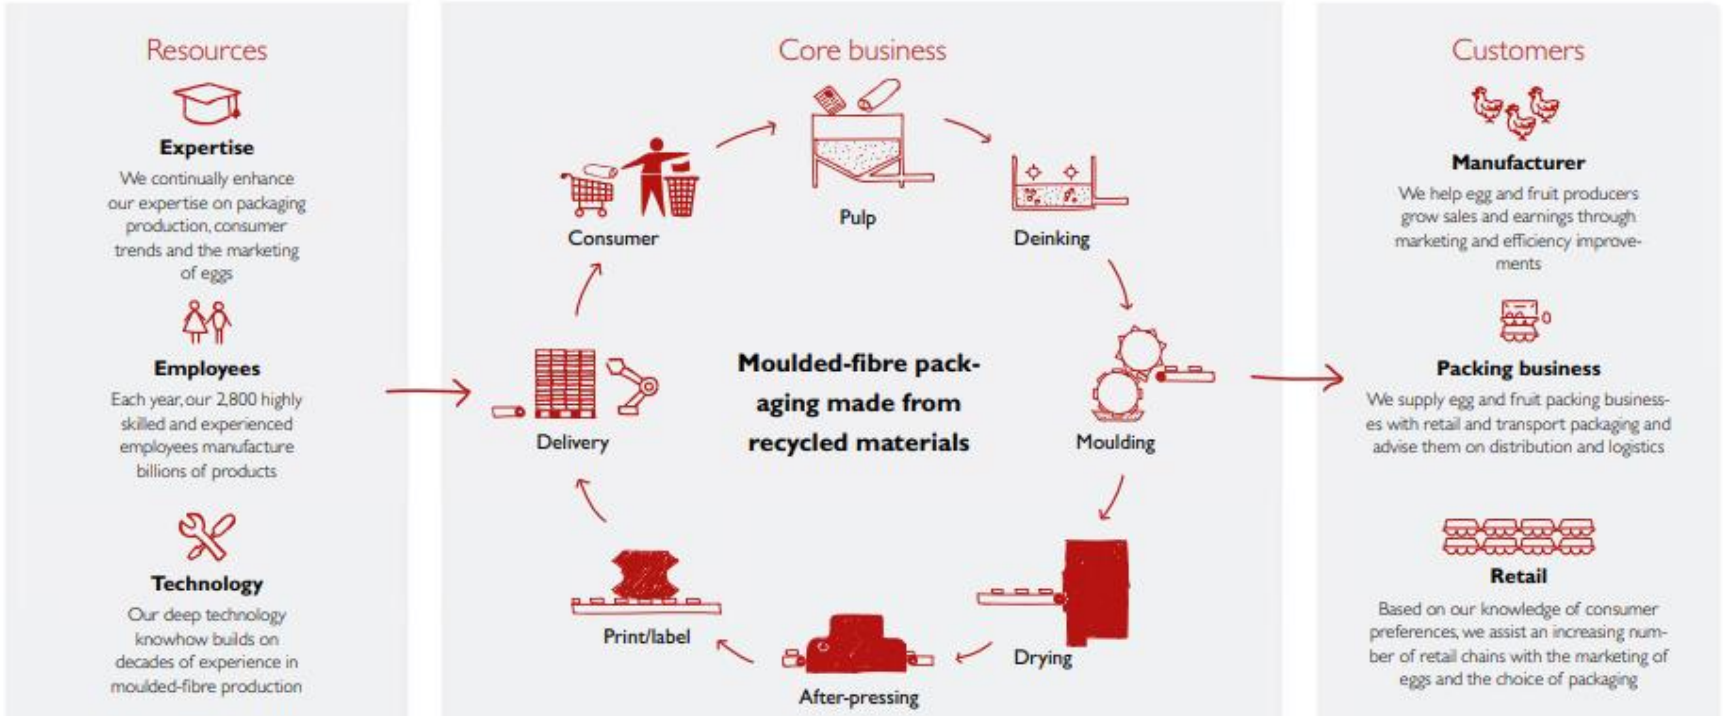 Resources
Expertise
We continually enhance
our expertise on packaging
production, consumer
trends and the marketing
of eggs
Employees
Each year, our 2,800 highly
skilled and experienced
employees manufacture
billions of products
Technology
Our deep technology
knowhow builds on
decades of experience in
moulded-fibre production
Core business
Pulp
Deinking
Moulding
Drying
After-pressing
Print/label
Delivery
Consumer
Moulded-fibre pack-
aging made from
recycled materials
Customers
Manufacturer
We help egg and fruit producers
grow sales and earnings through
marketing and efficiency improve-
ments
Packing business
We supply egg and fruit packing business-
es with retail and transport packaging and
advise them on distribution and logistics
Retail
Based on our knowledge of consumer
preferences, we assist an increasing num-
ber of retail chains with the marketing of
eggs and the choice of packaging